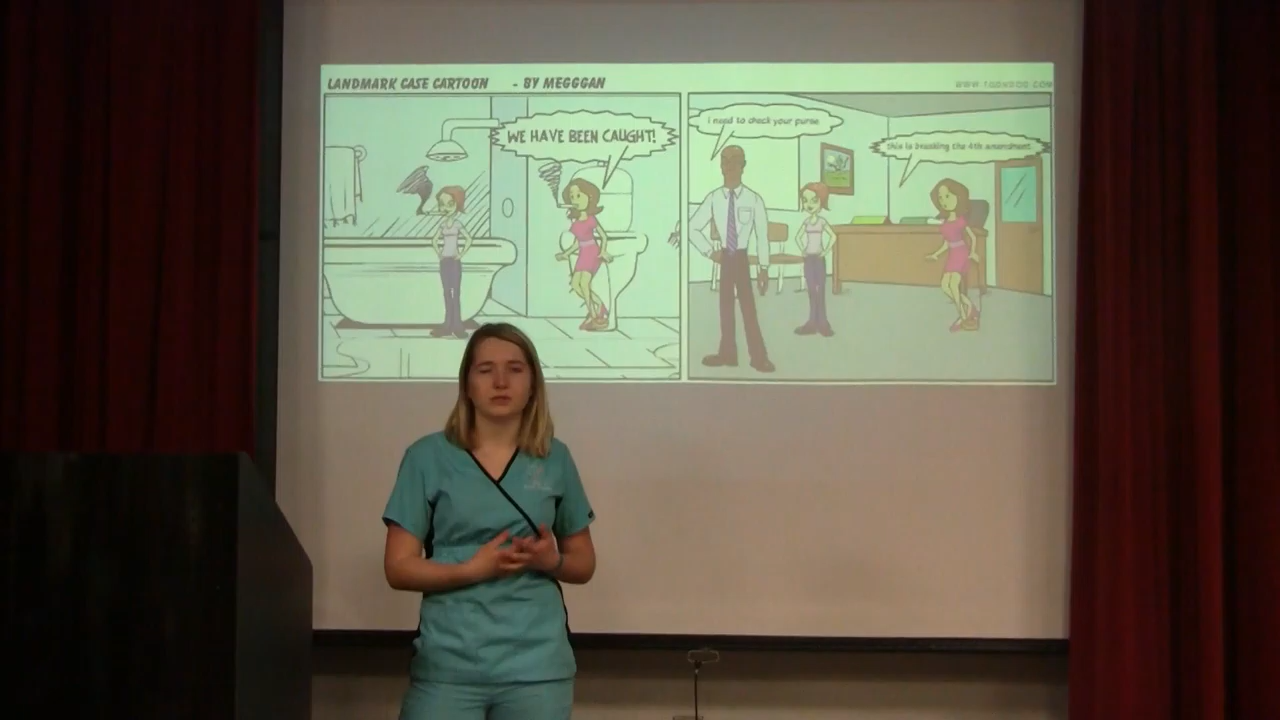 LANDMARK CASE CARTOON - BY MEGGGAN
WE HAVE BEEN CAUGHT!
i need to check your purse
this is breaking the 4th amendment